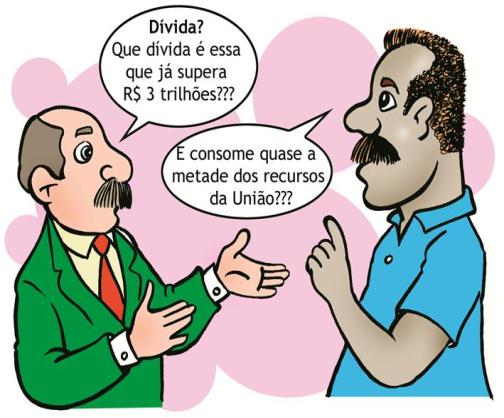 Dívida?
Que dívida é essa
que já supera
R$ 3 trilhões???
E consome quase a
metade dos recursos
da União???